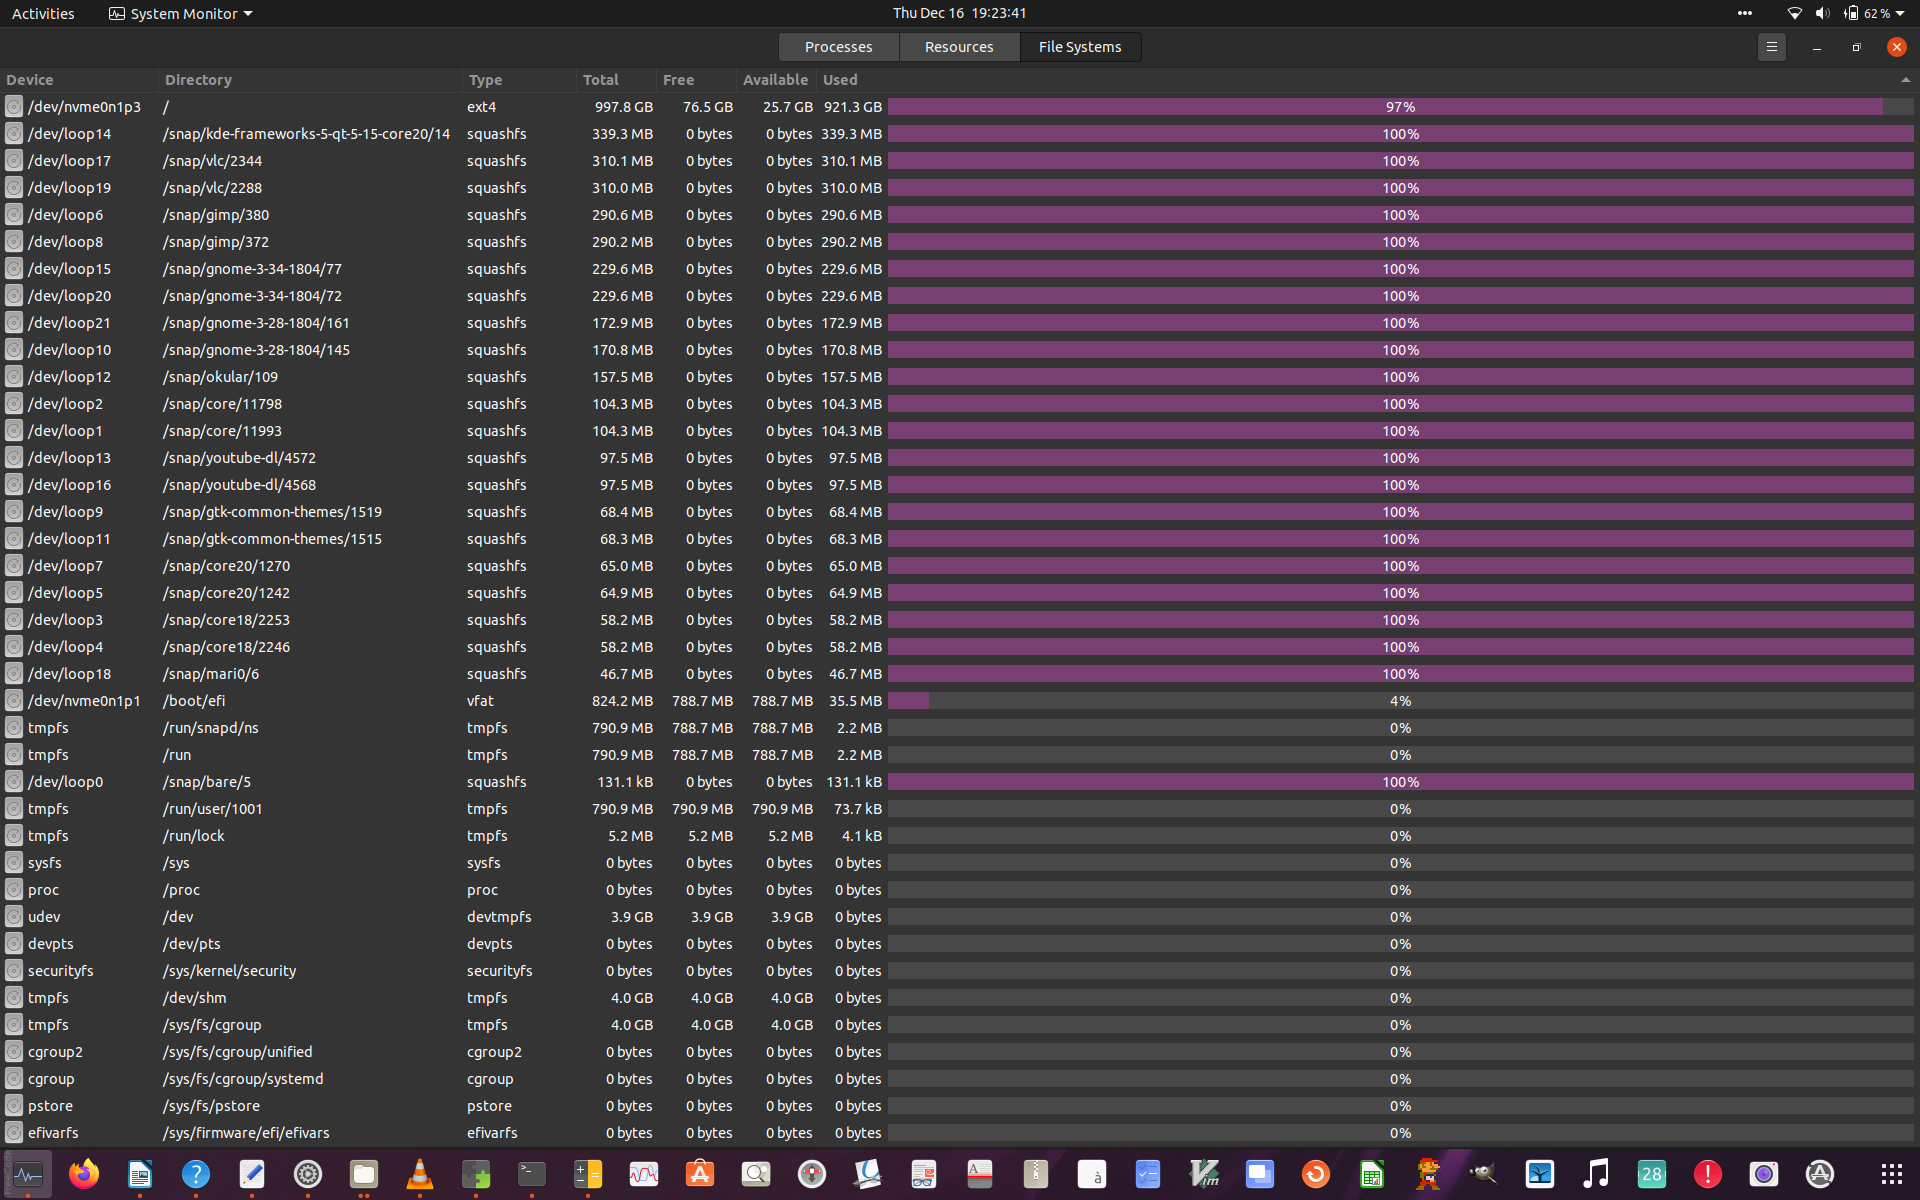 Activities System Monitor Thu Dec 16 19:23:41 62 %
Processes Resources File Systems
Device Directory Type Total Free Available Used
/dev/nvme0n1p3 / ext4 997.8 GB 76.5 GB 25.7 GB 921.3 GB 97%
/dev/loop14 /snap/kde-frameworks-5-qt-5-15-core20/14 squashfs 339.3 MB 0 bytes 0 bytes 339.3 MB 100%
/dev/loop17 /snap/vlc/2344 squashfs 310.1 MB 0 bytes 0 bytes 310.1 MB 100%
/dev/loop19 /snap/vlc/2288 squashfs 310.0 MB 0 bytes 0 bytes 310.0 MB 100%
/dev/loop6 /snap/gimp/380 squashfs 290.6 MB 0 bytes 0 bytes 290.6 MB 100%
/dev/loop8 /snap/gimp/372 squashfs 290.2 MB 0 bytes 0 bytes 290.2 MB 100%
/dev/loop15 /snap/gnome-3-34-1804/77 squashfs 229.6 MB 0 bytes 0 bytes 229.6 MB 100%
/dev/loop20 /snap/gnome-3-34-1804/72 squashfs 229.6 MB 0 bytes 0 bytes 229.6 MB 100%
/dev/loop21 /snap/gnome-3-28-1804/161 squashfs 172.9 MB 0 bytes 0 bytes 172.9 MB 100%
/dev/loop10 /snap/gnome-3-28-1804/145 squashfs 170.8 MB 0 bytes 0 bytes 170.8 MB 100%
/dev/loop12 /snap/okular/109 squashfs 157.5 MB 0 bytes 0 bytes 157.5 MB 100%
/dev/loop2 /snap/core/11798 squashfs 104.3 MB 0 bytes 0 bytes 104.3 MB 100%
/dev/loop1 /snap/core/11993 squashfs 104.3 MB 0 bytes 0 bytes 104.3 MB 100%
/dev/loop13 /snap/youtube-dl/4572 squashfs 97.5 MB 0 bytes 0 bytes 97.5 MB 100%
/dev/loop16 /snap/youtube-dl/4568 squashfs 97.5 MB 0 bytes 0 bytes 97.5 MB 100%
/dev/loop9 /snap/gtk-common-themes/1519 squashfs 68.4 MB 0 bytes 0 bytes 68.4 MB 100%
/dev/loop11 /snap/gtk-common-themes/1515 squashfs 68.3 MB 0 bytes 0 bytes 68.3 MB 100%
/dev/loop7 /snap/core20/1270 squashfs 65.0 MB 0 bytes 0 bytes 65.0 MB 100%
/dev/loop5 /snap/core20/1242 squashfs 64.9 MB 0 bytes 0 bytes 64.9 MB 100%
/dev/loop3 /snap/core18/2253 squashfs 58.2 MB 0 bytes 0 bytes 58.2 MB 100%
/dev/loop4 /snap/core18/2246 squashfs 58.2 MB 0 bytes 0 bytes 58.2 MB 100%
/dev/loop18 /snap/mari0/6 squashfs 46.7 MB 0 bytes 0 bytes 46.7 MB 100%
/dev/nvme0n1p1 /boot/efi vfat 824.2 MB 788.7 MB 788.7 MB 35.5 MB 4%
tmpfs /run/snapd/ns tmpfs 790.9 MB 788.7 MB 788.7 MB 2.2 MB 0%
tmpfs /run tmpfs 790.9 MB 788.7 MB 788.7 MB 2.2 MB 0%
/dev/loop0 /snap/bare/5 squashfs 131.1 kB 0 bytes 0 bytes 131.1 kB 100%
tmpfs /run/user/1001 tmpfs 790.9 MB 790.9 MB 790.9 MB 73.7 kB 0%
tmpfs /run/lock tmpfs 5.2 MB 5.2 MB 5.2 MB 4.1 kB 0%
sysfs /sys sysfs 0 bytes 0 bytes 0 bytes 0 bytes 0%
proc /proc proc 0 bytes 0 bytes 0 bytes 0 bytes 0%
udev /dev devtmpfs 3.9 GB 3.9 GB 3.9 GB 0 bytes 0%
devpts /dev/pts devpts 0 bytes 0 bytes 0 bytes 0 bytes 0%
securityfs /sys/kernel/security securityfs 0 bytes 0 bytes 0 bytes 0 bytes 0%
tmpfs /dev/shm tmpfs 4.0 GB 4.0 GB 4.0 GB 0 bytes 0%
tmpfs /sys/fs/cgroup tmpfs 4.0 GB 4.0 GB 4.0 GB 0 bytes 0%
cgroup2 /sys/fs/cgroup/unified cgroup2 0 bytes 0 bytes 0 bytes 0 bytes 0%
cgroup /sys/fs/cgroup/systemd cgroup 0 bytes 0 bytes 0 bytes 0 bytes 0%
pstore /sys/fs/pstore pstore 0 bytes 0 bytes 0 bytes 0 bytes 0%
efivarfs /sys/firmware/efi/efivars efivarfs 0 bytes 0 bytes 0 bytes 0 bytes 0%
28